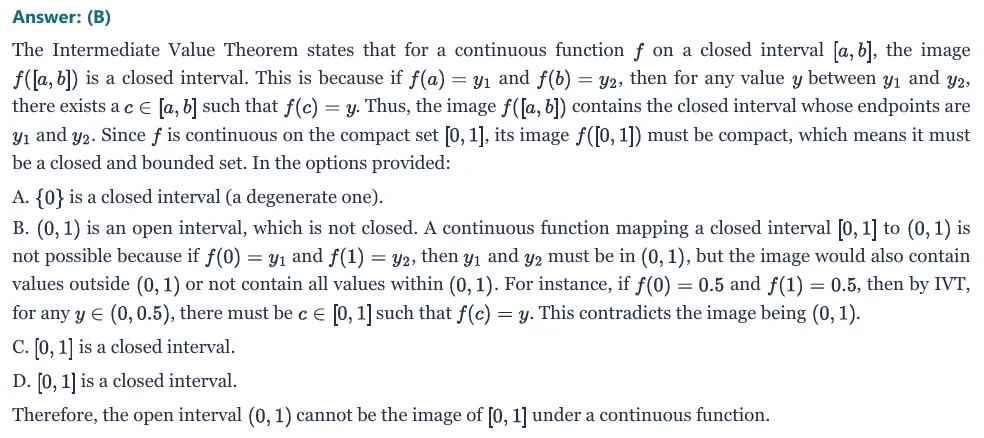 Answer: (B)
The Intermediate Value Theorem states that for a continuous function f on a closed interval [a, b], the image
f([a, b]) is a closed interval. This is because if f(a) = y₁ and f(b) = y₂, then for any value y between y₁ and y₂,
there exists a c ∈ [a, b] such that f(c) = y. Thus, the image f([a, b]) contains the closed interval whose endpoints are
y₁ and y₂. Since f is continuous on the compact set [0, 1], its image f([0, 1]) must be compact, which means it must
be a closed and bounded set. In the options provided:
A. {0} is a closed interval (a degenerate one).
B. (0, 1) is an open interval, which is not closed. A continuous function mapping a closed interval [0, 1] to (0, 1) is
not possible because if f(0) = y₁ and f(1) = y₂, then y₁ and y₂ must be in (0, 1), but the image would also contain
values outside (0, 1) or not contain all values within (0, 1). For instance, if f(0) = 0.5 and f(1) = 0.5, then by IVT,
for any y ∈ (0, 0.5), there must be c ∈ [0, 1] such that f(c) = y. This contradicts the image being (0, 1).
C. [0, 1] is a closed interval.
D. [0, 1] is a closed interval.
Therefore, the open interval (0, 1) cannot be the image of [0, 1] under a continuous function.